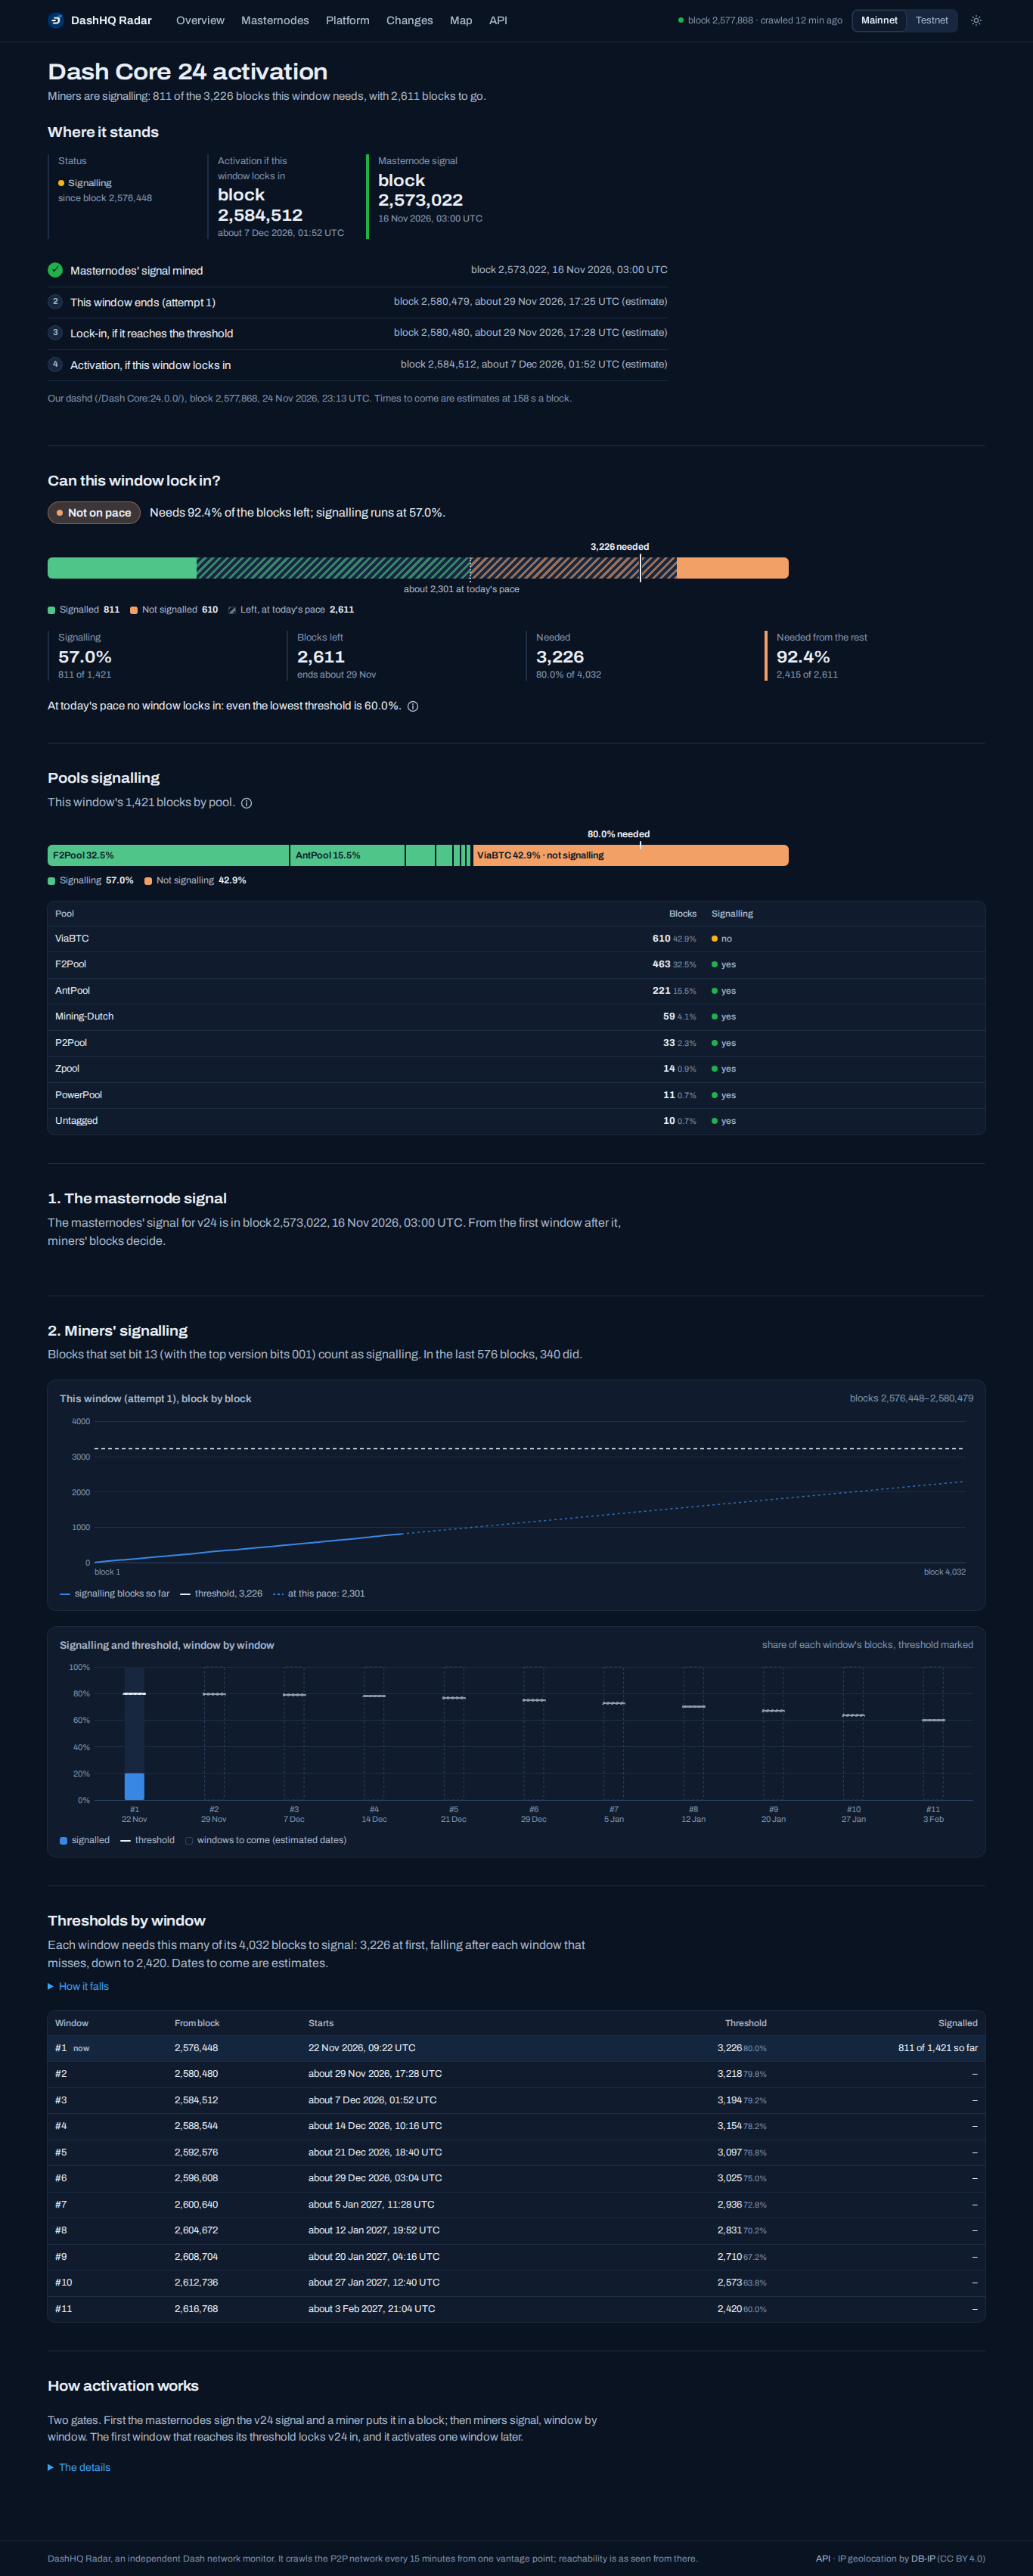 DashHQ Radar Overview Masternodes Platform Changes Map API block 2,577,868 · crawled 12 min ago Mainnet Testnet
Dash Core 24 activation
Miners are signalling: 811 of the 3,226 blocks this window needs, with 2,611 blocks to go.
Where it stands
Status
Signalling
since block 2,576,448
Activation if this
window locks in
block
2,584,512
about 7 Dec 2026, 01:52 UTC
Masternode signal
block
2,573,022
16 Nov 2026, 03:00 UTC
Masternodes' signal mined block 2,573,022, 16 Nov 2026, 03:00 UTC
2 This window ends (attempt 1) block 2,580,479, about 29 Nov 2026, 17:25 UTC (estimate)
3 Lock-in, if it reaches the threshold block 2,580,480, about 29 Nov 2026, 17:28 UTC (estimate)
4 Activation, if this window locks in block 2,584,512, about 7 Dec 2026, 01:52 UTC (estimate)
Our dashd (/Dash Core:24.0.0/), block 2,577,868, 24 Nov 2026, 23:13 UTC. Times to come are estimates at 158 s a block.
Can this window lock in?
Not on pace Needs 92.4% of the blocks left; signalling runs at 57.0%.
3,226 needed
about 2,301 at today's pace
Signalled 811 Not signalled 610 Left, at today's pace 2,611
Signalling
57.0%
811 of 1,421
Blocks left
2,611
ends about 29 Nov
Needed
3,226
80.0% of 4,032
Needed from the rest
92.4%
2,415 of 2,611
At today's pace no window locks in: even the lowest threshold is 60.0%.
Pools signalling
This window's 1,421 blocks by pool.
80.0% needed
F2Pool 32.5% AntPool 15.5% ViaBTC 42.9% · not signalling
Signalling 57.0% Not signalling 42.9%
Pool Blocks Signalling
ViaBTC 610 42.9% no
F2Pool 463 32.5% yes
AntPool 221 15.5% yes
Mining-Dutch 59 4.1% yes
P2Pool 33 2.3% yes
Zpool 14 0.9% yes
PowerPool 11 0.7% yes
Untagged 10 0.7% yes
1. The masternode signal
The masternodes' signal for v24 is in block 2,573,022, 16 Nov 2026, 03:00 UTC. From the first window after it,
miners' blocks decide.
2. Miners' signalling
Blocks that set bit 13 (with the top version bits 001) count as signalling. In the last 576 blocks, 340 did.
This window (attempt 1), block by block blocks 2,576,448–2,580,479
4000
3000
2000
1000
0
block 1 block 4,032
signalling blocks so far threshold, 3,226 at this pace: 2,301
Signalling and threshold, window by window share of each window's blocks, threshold marked
100%
80%
60%
40%
20%
0%
#1 #2 #3 #4 #5 #6 #7 #8 #9 #10 #11
22 Nov 29 Nov 7 Dec 14 Dec 21 Dec 29 Dec 5 Jan 12 Jan 20 Jan 27 Jan 3 Feb
signalled threshold windows to come (estimated dates)
Thresholds by window
Each window needs this many of its 4,032 blocks to signal: 3,226 at first, falling after each window that
misses, down to 2,420. Dates to come are estimates.
How it falls
Window From block Starts Threshold Signalled
#1 now 2,576,448 22 Nov 2026, 09:22 UTC 3,226 80.0% 811 of 1,421 so far
#2 2,580,480 about 29 Nov 2026, 17:28 UTC 3,218 79.8% –
#3 2,584,512 about 7 Dec 2026, 01:52 UTC 3,194 79.2% –
#4 2,588,544 about 14 Dec 2026, 10:16 UTC 3,154 78.2% –
#5 2,592,576 about 21 Dec 2026, 18:40 UTC 3,097 76.8% –
#6 2,596,608 about 29 Dec 2026, 03:04 UTC 3,025 75.0% –
#7 2,600,640 about 5 Jan 2027, 11:28 UTC 2,936 72.8% –
#8 2,604,672 about 12 Jan 2027, 19:52 UTC 2,831 70.2% –
#9 2,608,704 about 20 Jan 2027, 04:16 UTC 2,710 67.2% –
#10 2,612,736 about 27 Jan 2027, 12:40 UTC 2,573 63.8% –
#11 2,616,768 about 3 Feb 2027, 21:04 UTC 2,420 60.0% –
How activation works
Two gates. First the masternodes sign the v24 signal and a miner puts it in a block; then miners signal, window by
window. The first window that reaches its threshold locks v24 in, and it activates one window later.
The details
DashHQ Radar, an independent Dash network monitor. It crawls the P2P network every 15 minutes from one vantage point; reachability is as seen from there. API · IP geolocation by DB-IP (CC BY 4.0)